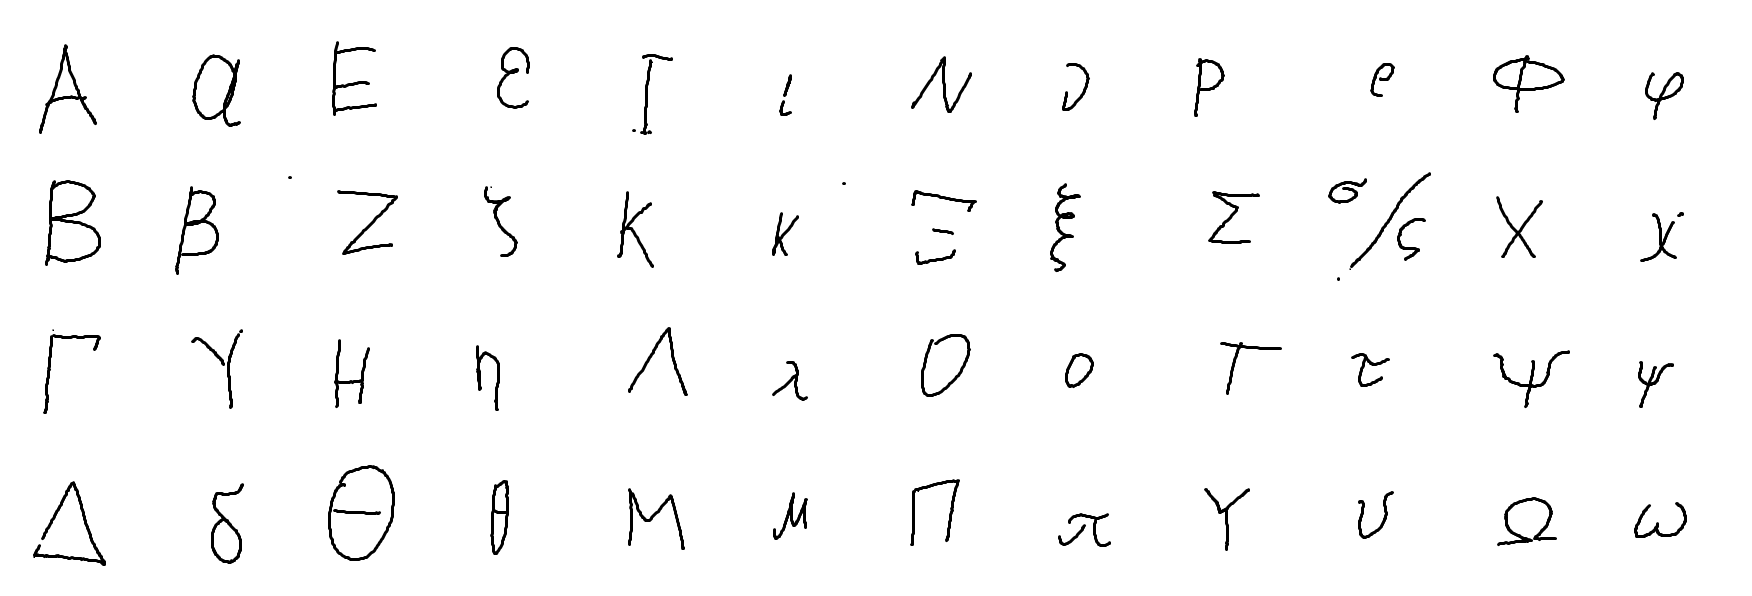 Α α Ε ε Ι ι Ν ν Ρ ρ Φ φ
Β β Ζ ζ Κ κ Ξ ξ Σ σ/ς Χ χ
Γ γ Η η Λ λ Ο ο Τ τ Ψ ψ
Δ δ Θ θ Μ μ Π π Υ υ Ω ω